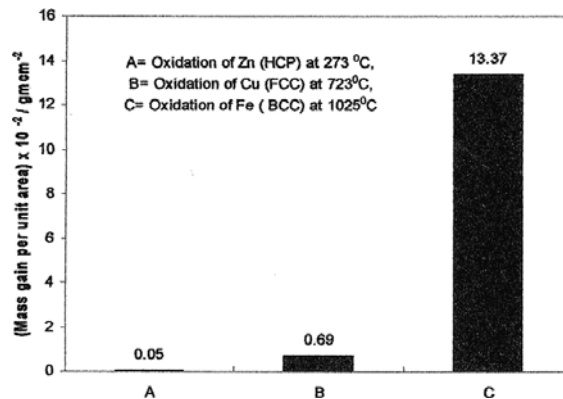 (Mass gain per unit area) x 10 -2 / gmcm-2
16
14
12
10
8
6
4
2
0
A= Oxidation of Zn (HCP) at 273 ⁰C,
B= Oxidation of Cu (FCC) at 723⁰C,
C= Oxidation of Fe ( BCC) at 1025⁰C
0.05
0.69
13.37
A
B
C